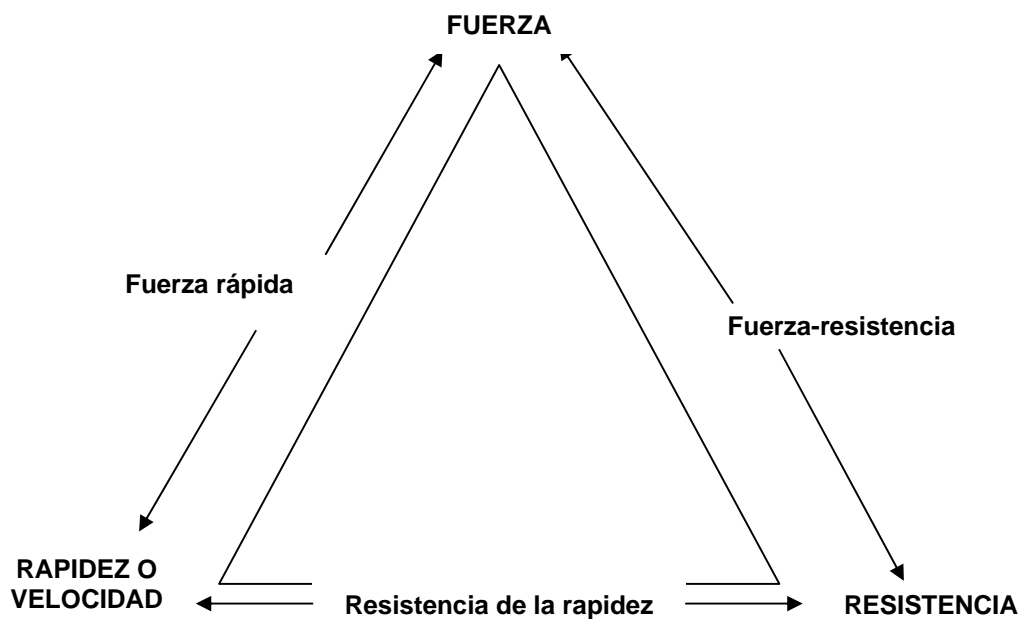 FUERZA
Fuerza rápida
Fuerza-resistencia
RAPIDEZ O
VELOCIDAD
Resistencia de la rapidez
RESISTENCIA